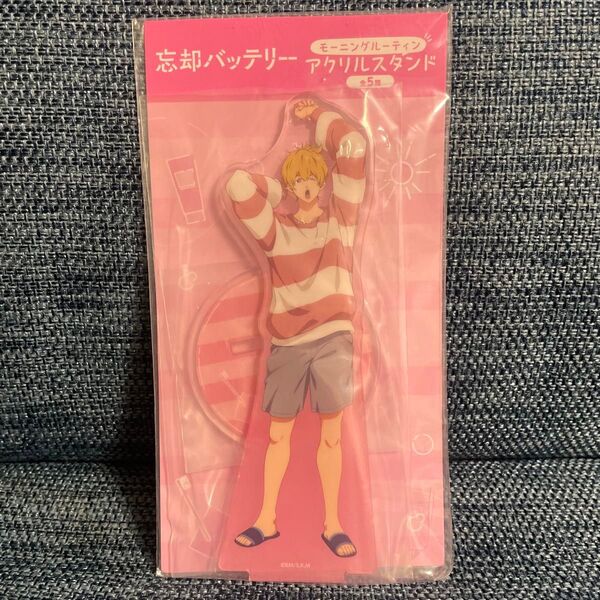 忘却バッテリー
モーニングルーティン
アクリルスタンド
全5種